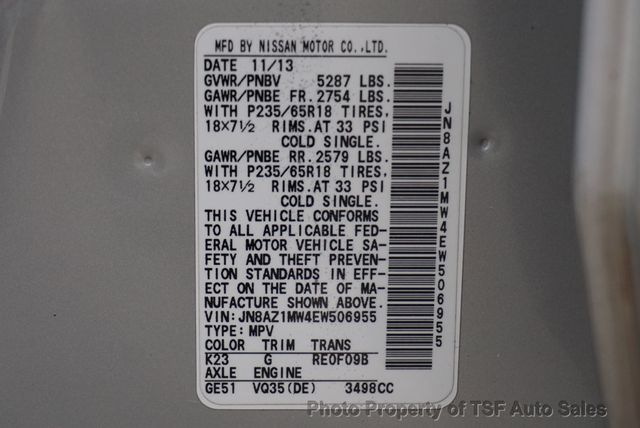 MFD BY NISSAN MOTOR CO.,LTD.
DATE 11/13
GVWR/PNBV 5287 LBS.
GAWR/PNBE FR. 2754 LBS.
WITH P235/65R18 TIRES,
18×7½ RIMS. AT 33 PSI
COLD SINGLE.
GAWR/PNBE RR. 2579 LBS.
WITH P235/65R18 TIRES,
18×7½ RIMS. AT 33 PSI
COLD SINGLE.
THIS VEHICLE CONFORMS
TO ALL APPLICABLE FED-
ERAL MOTOR VEHICLE SA-
FETY AND THEFT PREVEN-
TION STANDARDS IN EFF-
ECT ON THE DATE OF MA-
NUFACTURE SHOWN ABOVE.
VIN:JN8AZ1MW4EW506955
TYPE: MPV
COLOR TRIM TRANS
K23 G RE0F09B
AXLE ENGINE
GE51 VQ35(DE) 3498CC
JN8AZ1MW4EW506955
Photo Property of TSF Auto Sales